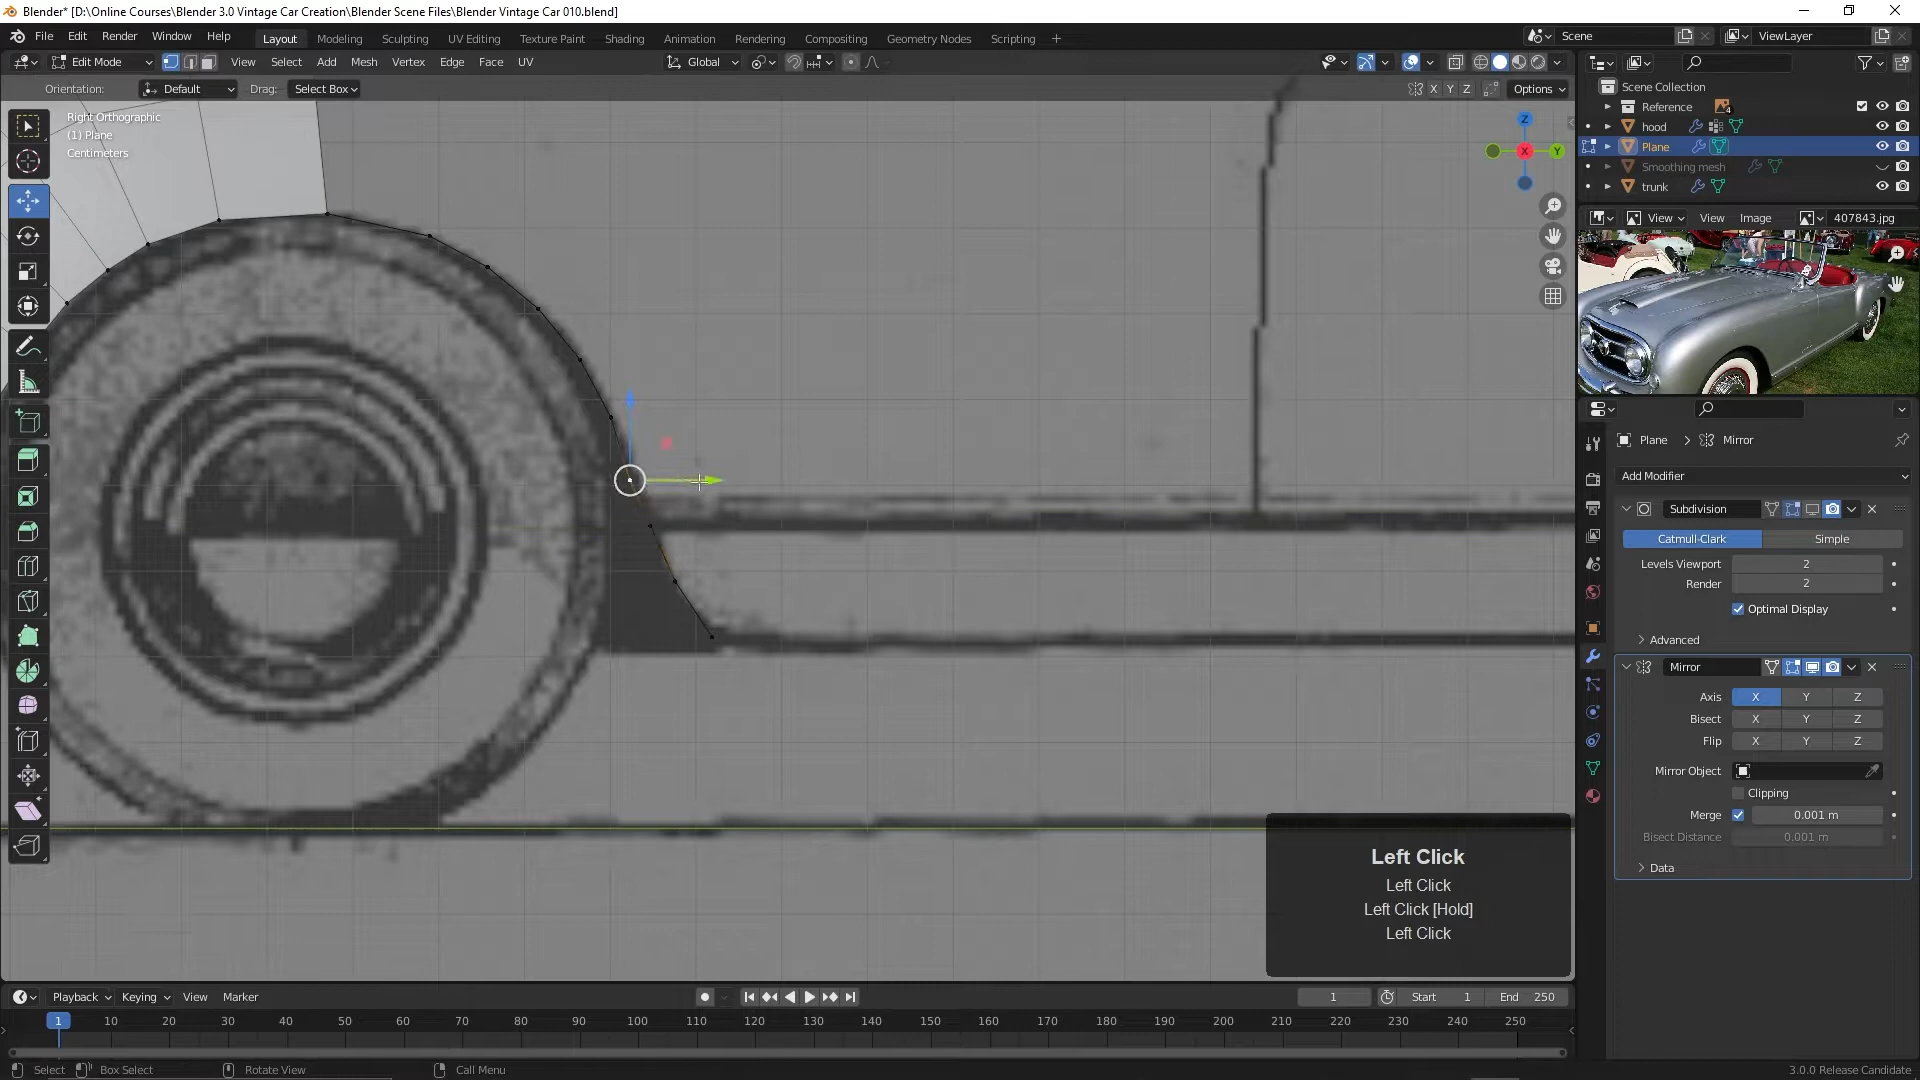 Blender* [D:\Online Courses\Blender 3.0 Vintage Car Creation\Blender Scene Files\Blender Vintage Car 010.blend]
File Edit Render Window Help Layout Modeling Sculpting UV Editing Texture Paint Shading Animation Rendering Compositing Geometry Nodes Scripting + Scene ViewLayer
Edit Mode View Select Add Mesh Vertex Edge Face UV Global
Orientation: Default Drag: Select Box X Y Z Options
Right Orthographic
(1) Plane
Centimeters
Z
X
Y
Scene Collection
Reference 4
hood
Plane
Smoothing mesh
trunk
View View Image 407843.jpg
Plane > Mirror
Add Modifier
Subdivision
Catmull-Clark Simple
Levels Viewport 2
Render 2
Optimal Display
Advanced
Mirror
Axis X Y Z
Bisect X Y Z
Flip X Y Z
Mirror Object
Clipping
Merge 0.001 m
Bisect Distance 0.001 m
Data
Left Click
Left Click
Left Click [Hold]
Left Click
Playback Keying View Marker 1 Start 1 End 250
1 10 20 30 40 50 60 70 80 90 100 110 120 130 140 150 160 170 180 190 200 210 220 230 240 250
Select Box Select Rotate View Call Menu 3.0.0 Release Candidate